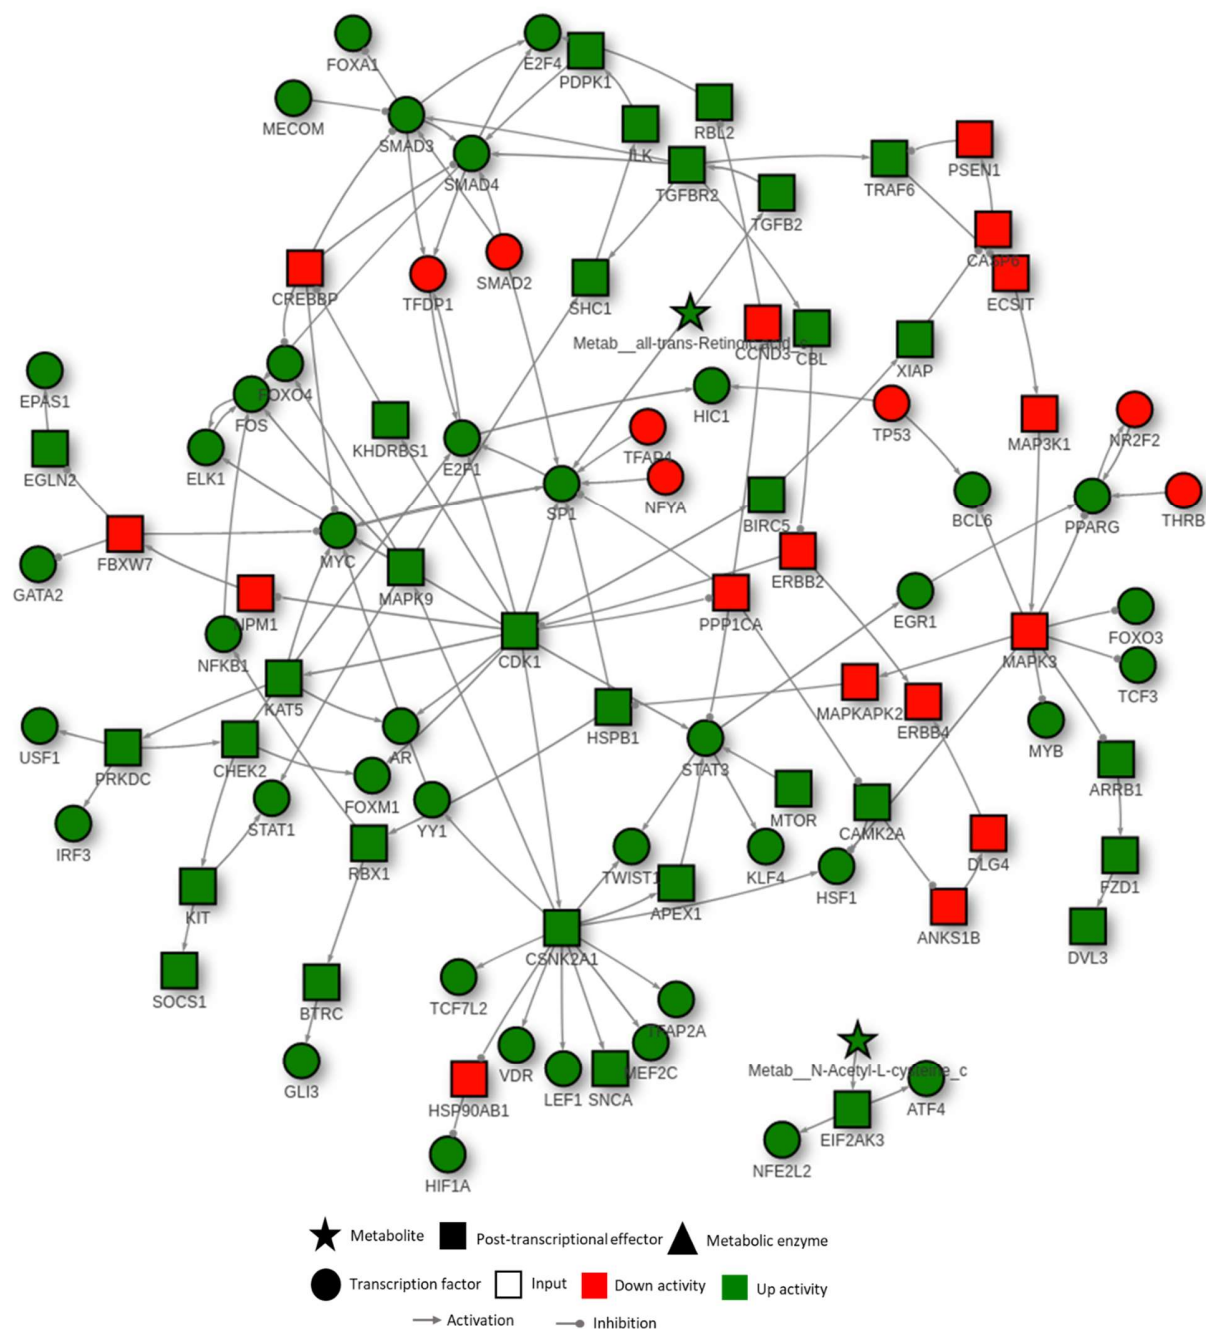 E2F4
FOXA1
PDPK1
MECOM
RBL2
SMAD3
ILK
PSEN1
SMAD4
TGFBR2
TRAF6
TGFB2
CASP6
SMAD2
CREBBP
TFDP1
SHC1
ECSIT
Metab__all-trans-Retinoic_acid_c
CCND3
CBL
XIAP
EPAS1
FOXO4
FOS
HIC1
TP53
MAP3K1
NR2F2
KHDRBS1
EGLN2
ELK1
E2F1
TFAP4
NFYA
SP1
BIRC5
BCL6
PPARG
THRB
FBXW7
MYC
GATA2
MAPK9
ERBB2
NPM1
PPP1CA
EGR1
FOXO3
NFKB1
CDK1
MAPK3
TCF3
KAT5
MAPKAPK2
ERBB4
HSPB1
MYB
USF1
PRKDC
CHEK2
AR
STAT3
ARRB1
FOXM1
STAT1
YY1
MTOR
CAMK2A
IRF3
RBX1
TWIST1
KLF4
HSF1
DLG4
FZD1
KIT
APEX1
ANKS1B
CSNK2A1
DVL3
SOCS1
BTRC
TCF7L2
TFAP2A
VDR
MEF2C
Metab__N-Acetyl-L-cysteine_c
GLI3
HSP90AB1
LEF1
SNCA
ATF4
EIF2AK3
NFE2L2
HIF1A
Metabolite
Post-transcriptional effector
Metabolic enzyme
Transcription factor
Input
Down activity
Up activity
Activation
Inhibition